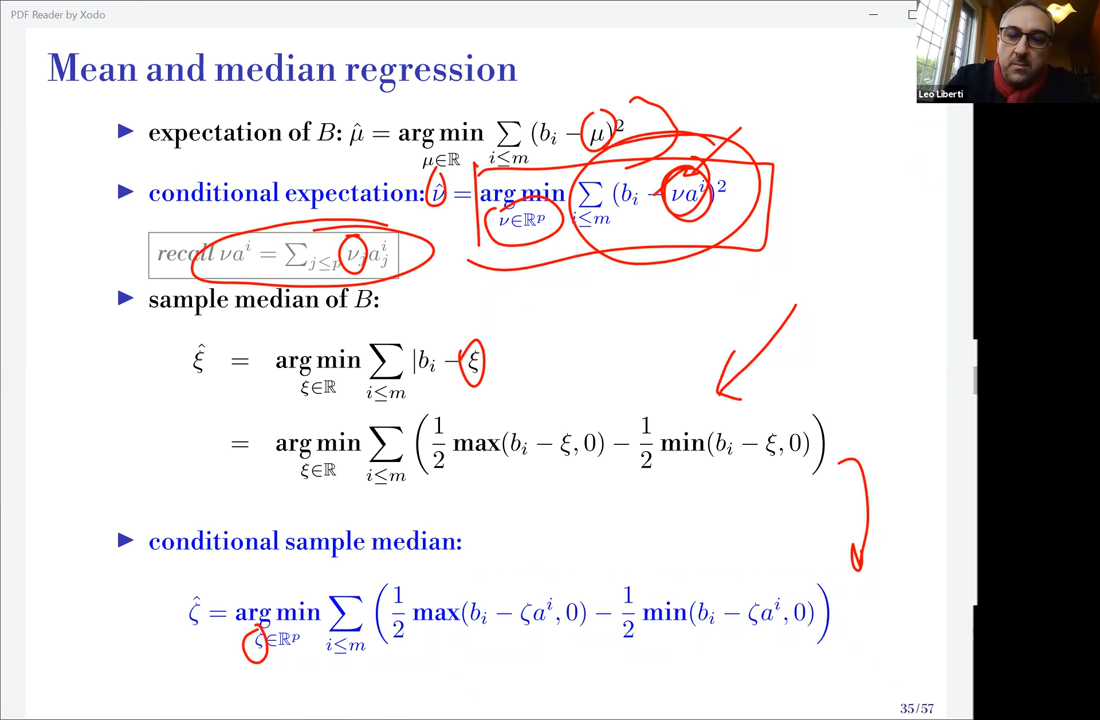 PDF Reader by Xodo
Leo Liberti
Mean and median regression
▶ expectation of B: μ̂ = arg min_{μ∈ℝ} ∑_{i≤m} (b_i − μ)²
▶ conditional expectation: ν̂ = arg min_{ν∈ℝ^p} ∑_{i≤m} (b_i − νa^i)²
recall νa^i = ∑_{j≤p} ν_j a_j^i
▶ sample median of B:
ξ̂ = arg min_{ξ∈ℝ} ∑_{i≤m} |b_i − ξ
= arg min_{ξ∈ℝ} ∑_{i≤m} (1/2 max(b_i − ξ, 0) − 1/2 min(b_i − ξ, 0))
▶ conditional sample median:
ζ̂ = arg min_{ζ∈ℝ^p} ∑_{i≤m} (1/2 max(b_i − ζa^i, 0) − 1/2 min(b_i − ζa^i, 0))
35/57